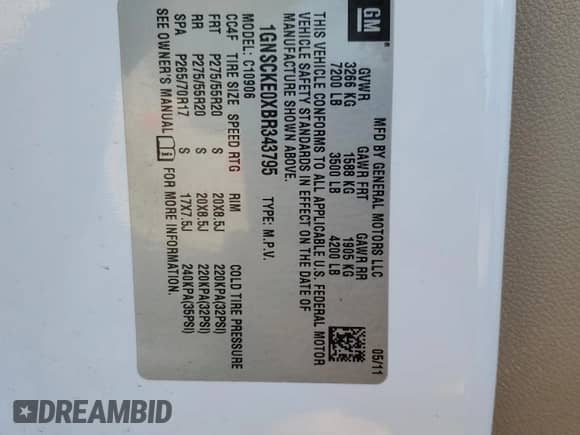 GM
MFD BY GENERAL MOTORS LLC
05/11
GVWR GAWR FRT GAWR RR
3266 KG 1588 KG 1905 KG
7200 LB 3500 LB 4200 LB
THIS VEHICLE CONFORMS TO ALL APPLICABLE U.S. FEDERAL MOTOR
VEHICLE SAFETY STANDARDS IN EFFECT ON THE DATE OF
MANUFACTURE SHOWN ABOVE.
1GNSCKE0XBR343795 TYPE: M.P.V.
MODEL: C10906
CC4F TIRE SIZE SPEED RTG RIM COLD TIRE PRESSURE
FRT P275/55R20 S 20X8.5J 220KPA(32PSI)
RR P275/55R20 S 20X8.5J 220KPA(32PSI)
SPA P265/70R17 S 17X7.5J 240KPA(35PSI)
SEE OWNER'S MANUAL FOR MORE INFORMATION.
DREAMBID